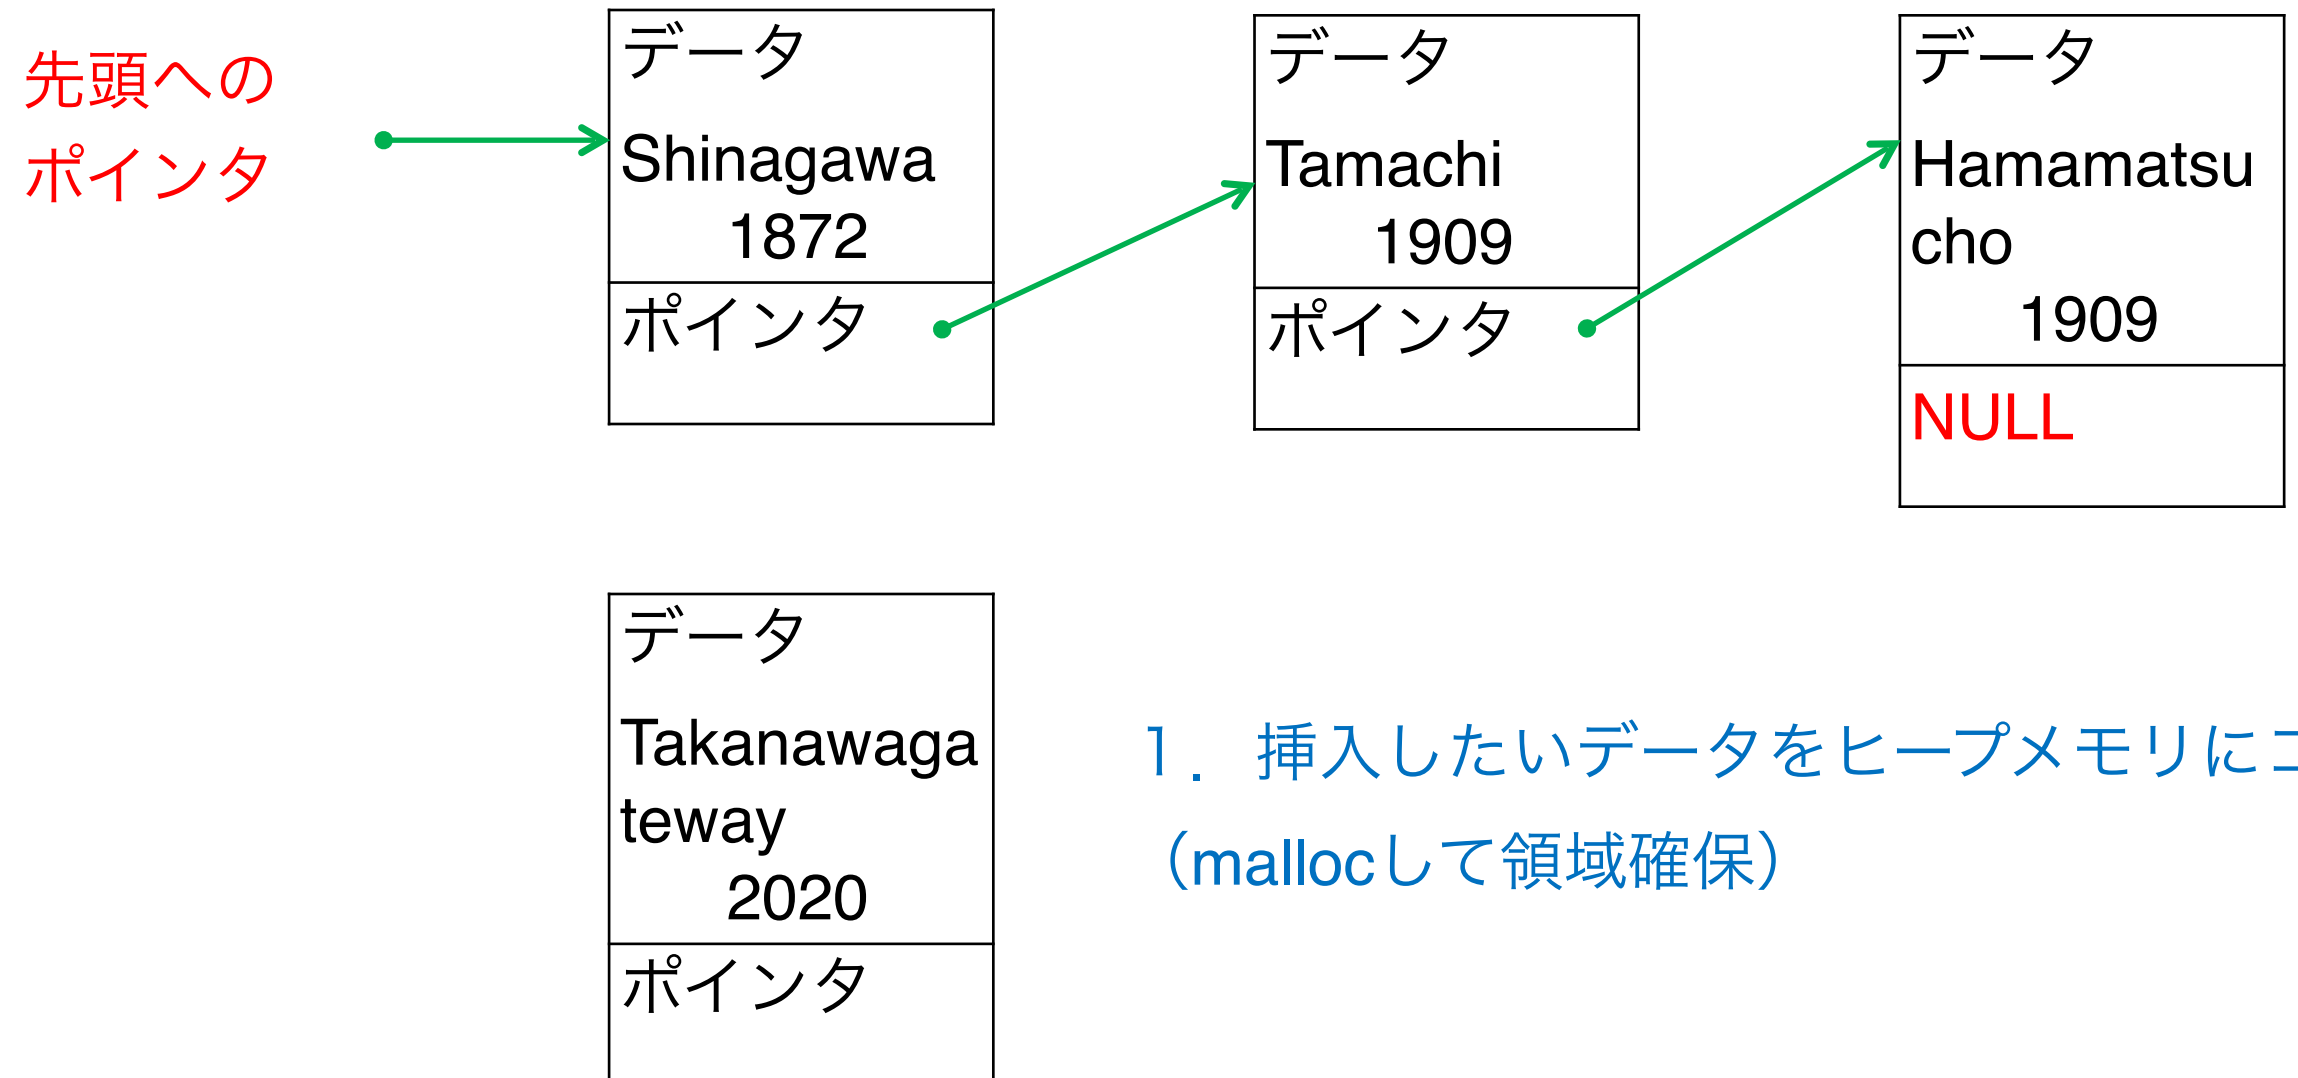 先頭への
ポインタ
データ
Shinagawa
1872
ポインタ
データ
Tamachi
1909
ポインタ
データ
Hamamatsu
cho
1909
NULL
データ
Takanawaga
teway
2020
ポインタ
1. 挿入したいデータをヒープメモリに
（mallocして領域確保）